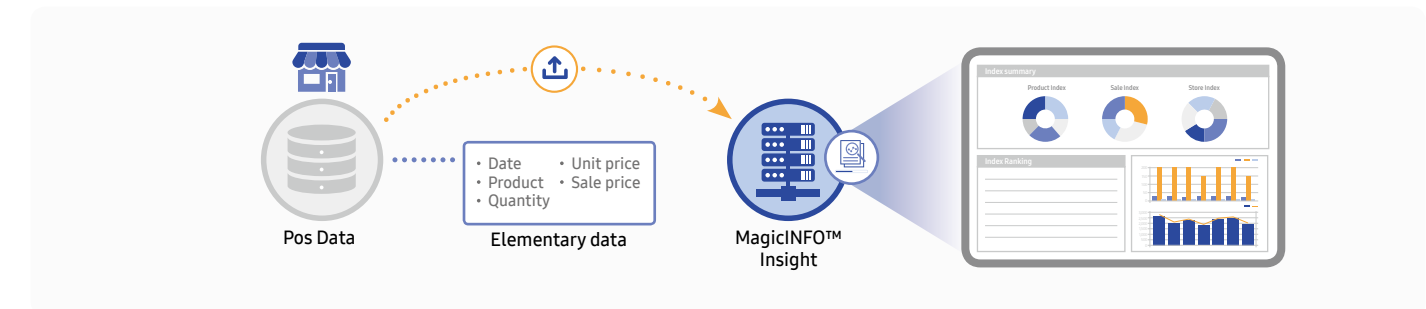 Pos Data
• Date
• Product
• Quantity
• Unit price
• Sale price
Elementary data
MagicINFO™
Insight
Index summary
Product Index
Sale Index
Store Index
Index Ranking